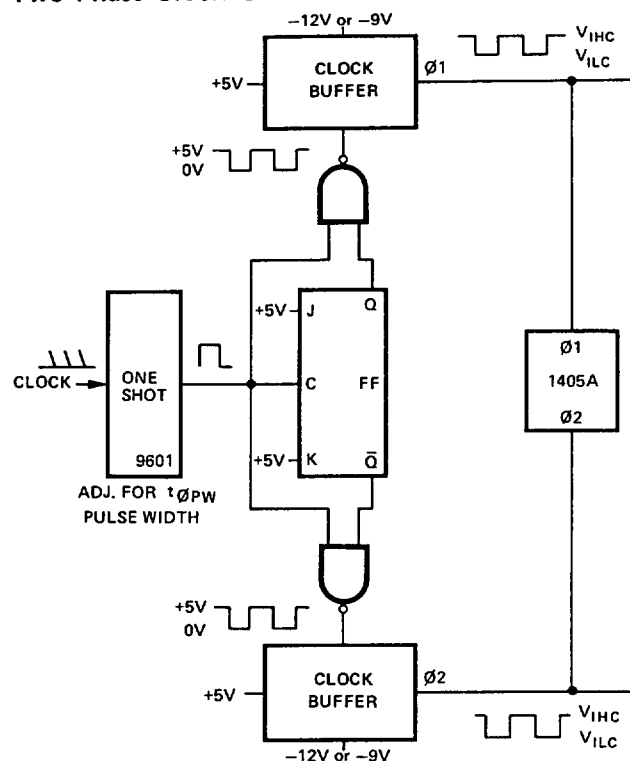 −12V or −9V
CLOCK BUFFER
+5V
Ø1
V_IHC
V_ILC
+5V
0V
+5V J
Q
CLOCK
ONE SHOT
9601
C
FF
+5V K
Q̅
ADJ. FOR t_ØPW
PULSE WIDTH
Ø1
1405A
Ø2
+5V
0V
CLOCK BUFFER
+5V
Ø2
V_IHC
V_ILC
−12V or −9V